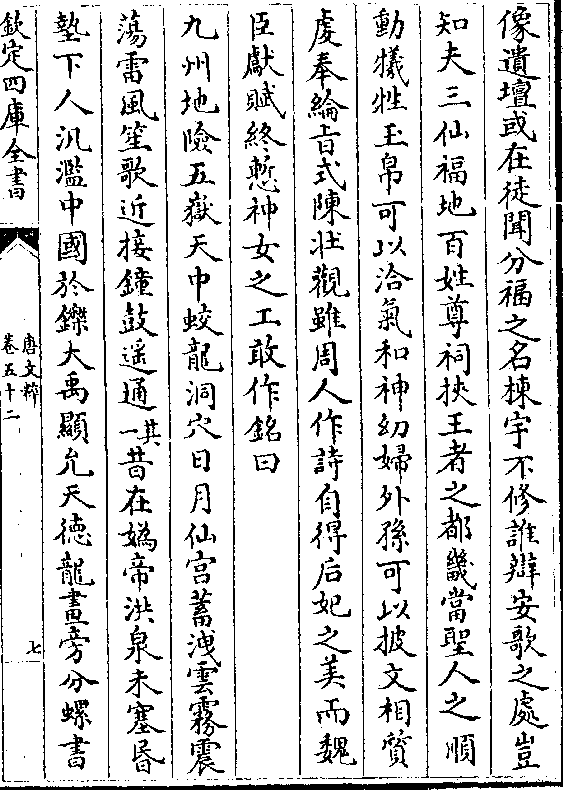 像遺壇或在徒聞分福之名棟宇不修誰辯安歌之處豈
知夫三仙福地百姓尊祠挾王者之都畿當聖人之順
動犧牲玉帛可以洽氣和神幼婦外孫可以披文相質
虔奉綸旨式陳壯觀雖周人作詩自得后妃之美而魏
臣獻賦終慙神女之工敢作銘曰
九州地險五嶽天中蛟龍洞穴日月仙宮蓄洩雲霧震
蕩雷風笙歌近接鐘鼓遥通其一昔在嬀帝洪泉未塞昏
墊下人汎濫中國於鑠大禹顯允天德龍畫旁分螺書
欽定四庫全書
唐文粹
卷五十二
七